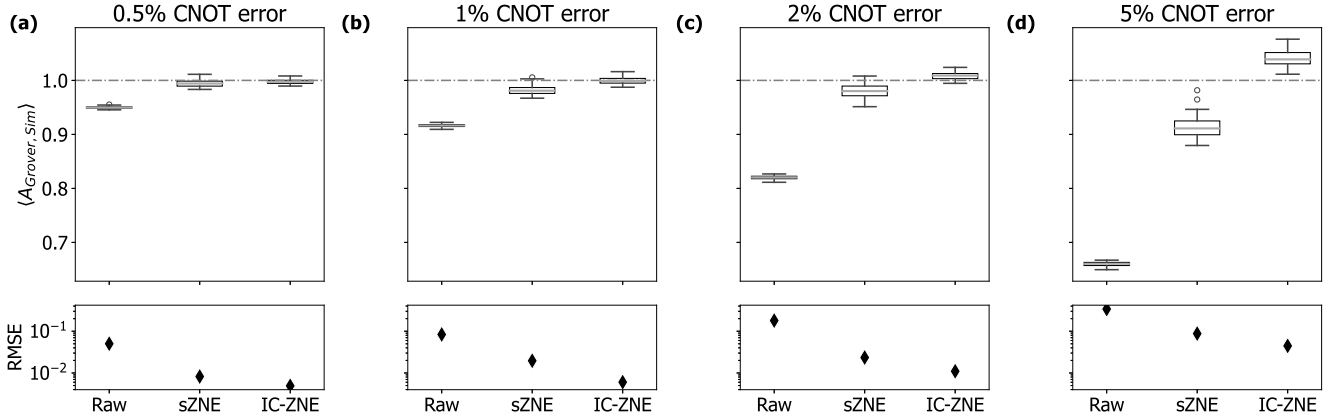 (a) 0.5% CNOT error
(b) 1% CNOT error
(c) 2% CNOT error
(d) 5% CNOT error
⟨A_{Grover,Sim}⟩
1.0
0.9
0.8
0.7
RMSE
10^{-1}
10^{-2}
Raw sZNE IC-ZNE
Raw sZNE IC-ZNE
Raw sZNE IC-ZNE
Raw sZNE IC-ZNE